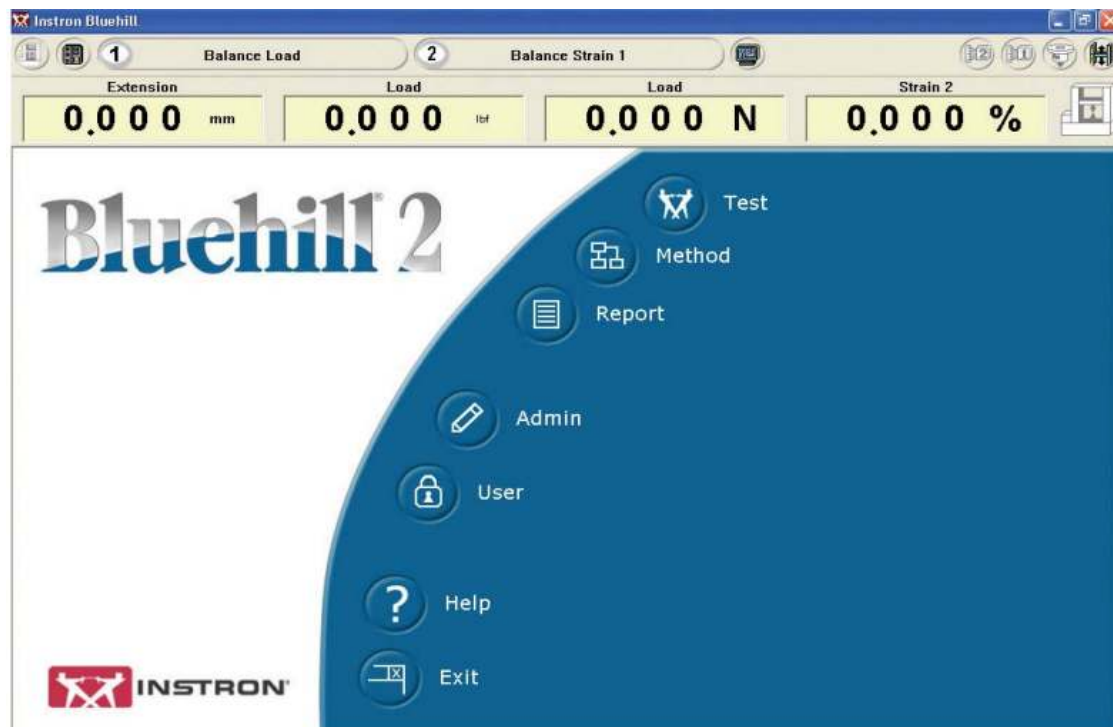 Instron Bluehill
1 Balance Load 2 Balance Strain 1
Extension Load Load Strain 2
0.000 mm 0.000 lbf 0.000 N 0.000 %
Bluehill® 2
Test
Method
Report
Admin
User
? Help
Exit
INSTRON®